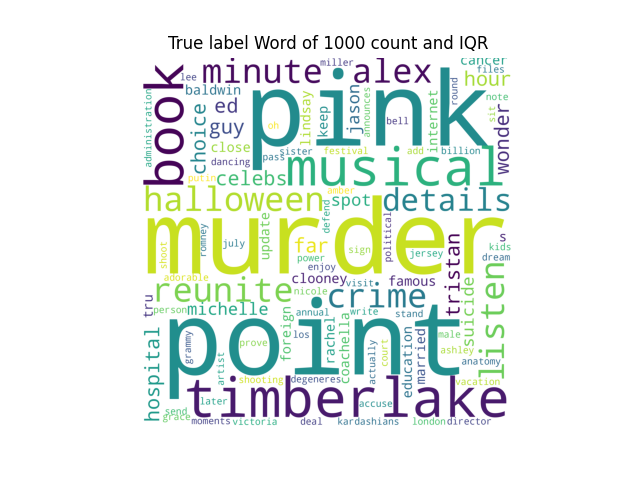 True label Word of 1000 count and IQR
administration
lee
baldwin
book
minute
miller
alex
cancer
files
hour
note
choice
ed
guy
close
dancing
pink
lindsay
keep
jason
announces
internet
round
sit
wonder
oh
bell
sister
festival
add
billion
pass
putin
celebs
musical
halloween
amber
spot
details
murder
shoot
romney
july
update
far
defend
sign
political
power
jersey
s
kids
dream
adorable
enjoy
clooney
visit
famous
tristan
reunite
nicole
crime
suicide
listen
tru
person
michelle
foreign
annual
write
stand
point
hospital
grammy
prove
los
rachel
coachella
actually
court
education
married
male
ashley
anatomy
artist
shooting
degeneres
vacation
later
timberlake
accuse
send
grace
moments
victoria
deal
kardashians
london
director